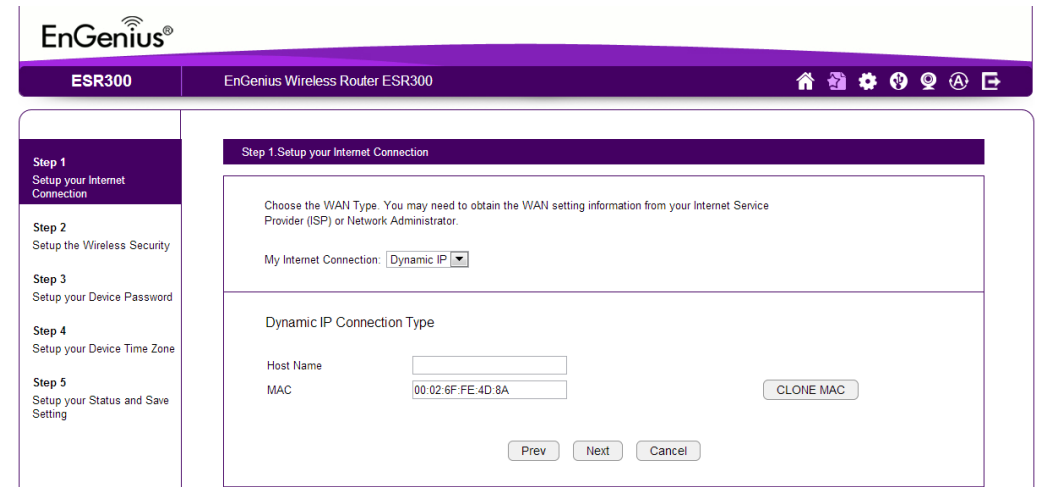 EnGenius®
ESR300
EnGenius Wireless Router ESR300
Step 1
Setup your Internet
Connection
Step 2
Setup the Wireless Security
Step 3
Setup your Device Password
Step 4
Setup your Device Time Zone
Step 5
Setup your Status and Save
Setting
Step 1.Setup your Internet Connection
Choose the WAN Type. You may need to obtain the WAN setting information from your Internet Service
Provider (ISP) or Network Administrator.
My Internet Connection: Dynamic IP
Dynamic IP Connection Type
Host Name
MAC 00:02:6F:FE:4D:8A CLONE MAC
Prev Next Cancel